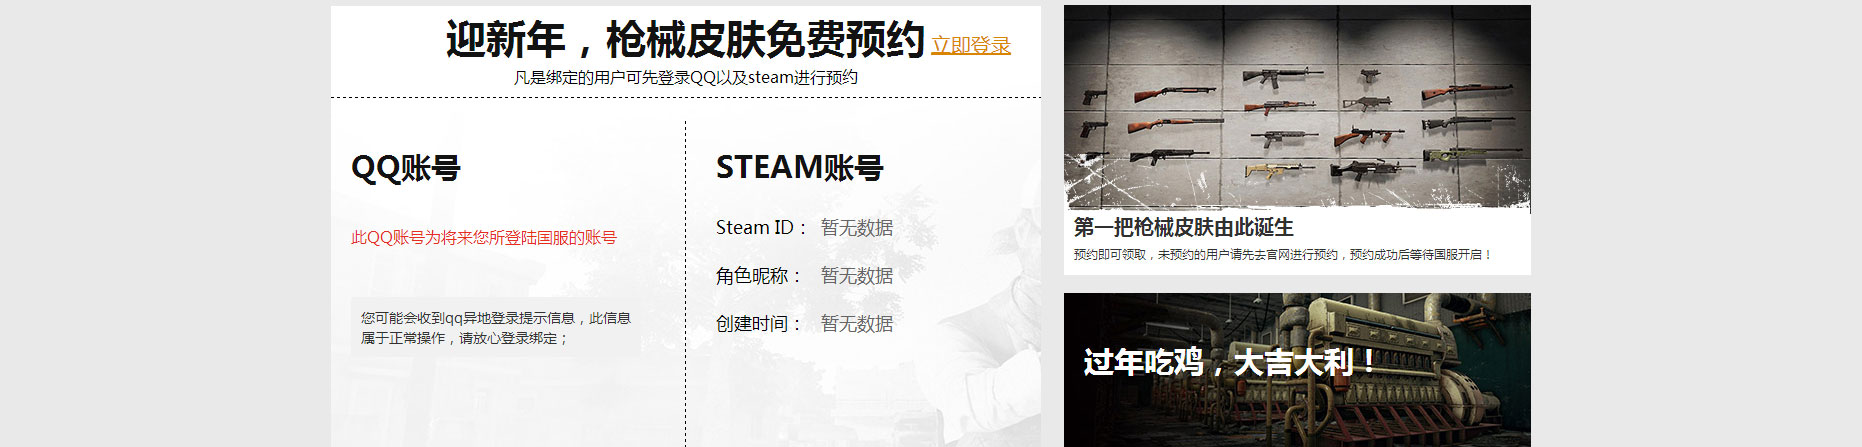 迎新年，枪械皮肤免费预约 立即登录
凡是绑定的用户可先登录QQ以及steam进行预约
QQ账号
此QQ账号为将来您所登陆国服的账号
您可能会收到qq异地登录提示信息，此信息
属于正常操作，请放心登录绑定；
STEAM账号
Steam ID： 暂无数据
角色昵称： 暂无数据
创建时间： 暂无数据
第一把枪械皮肤由此诞生
预约即可领取，未预约的用户请先去官网进行预约，预约成功后等待国服开启！
过年吃鸡，大吉大利！